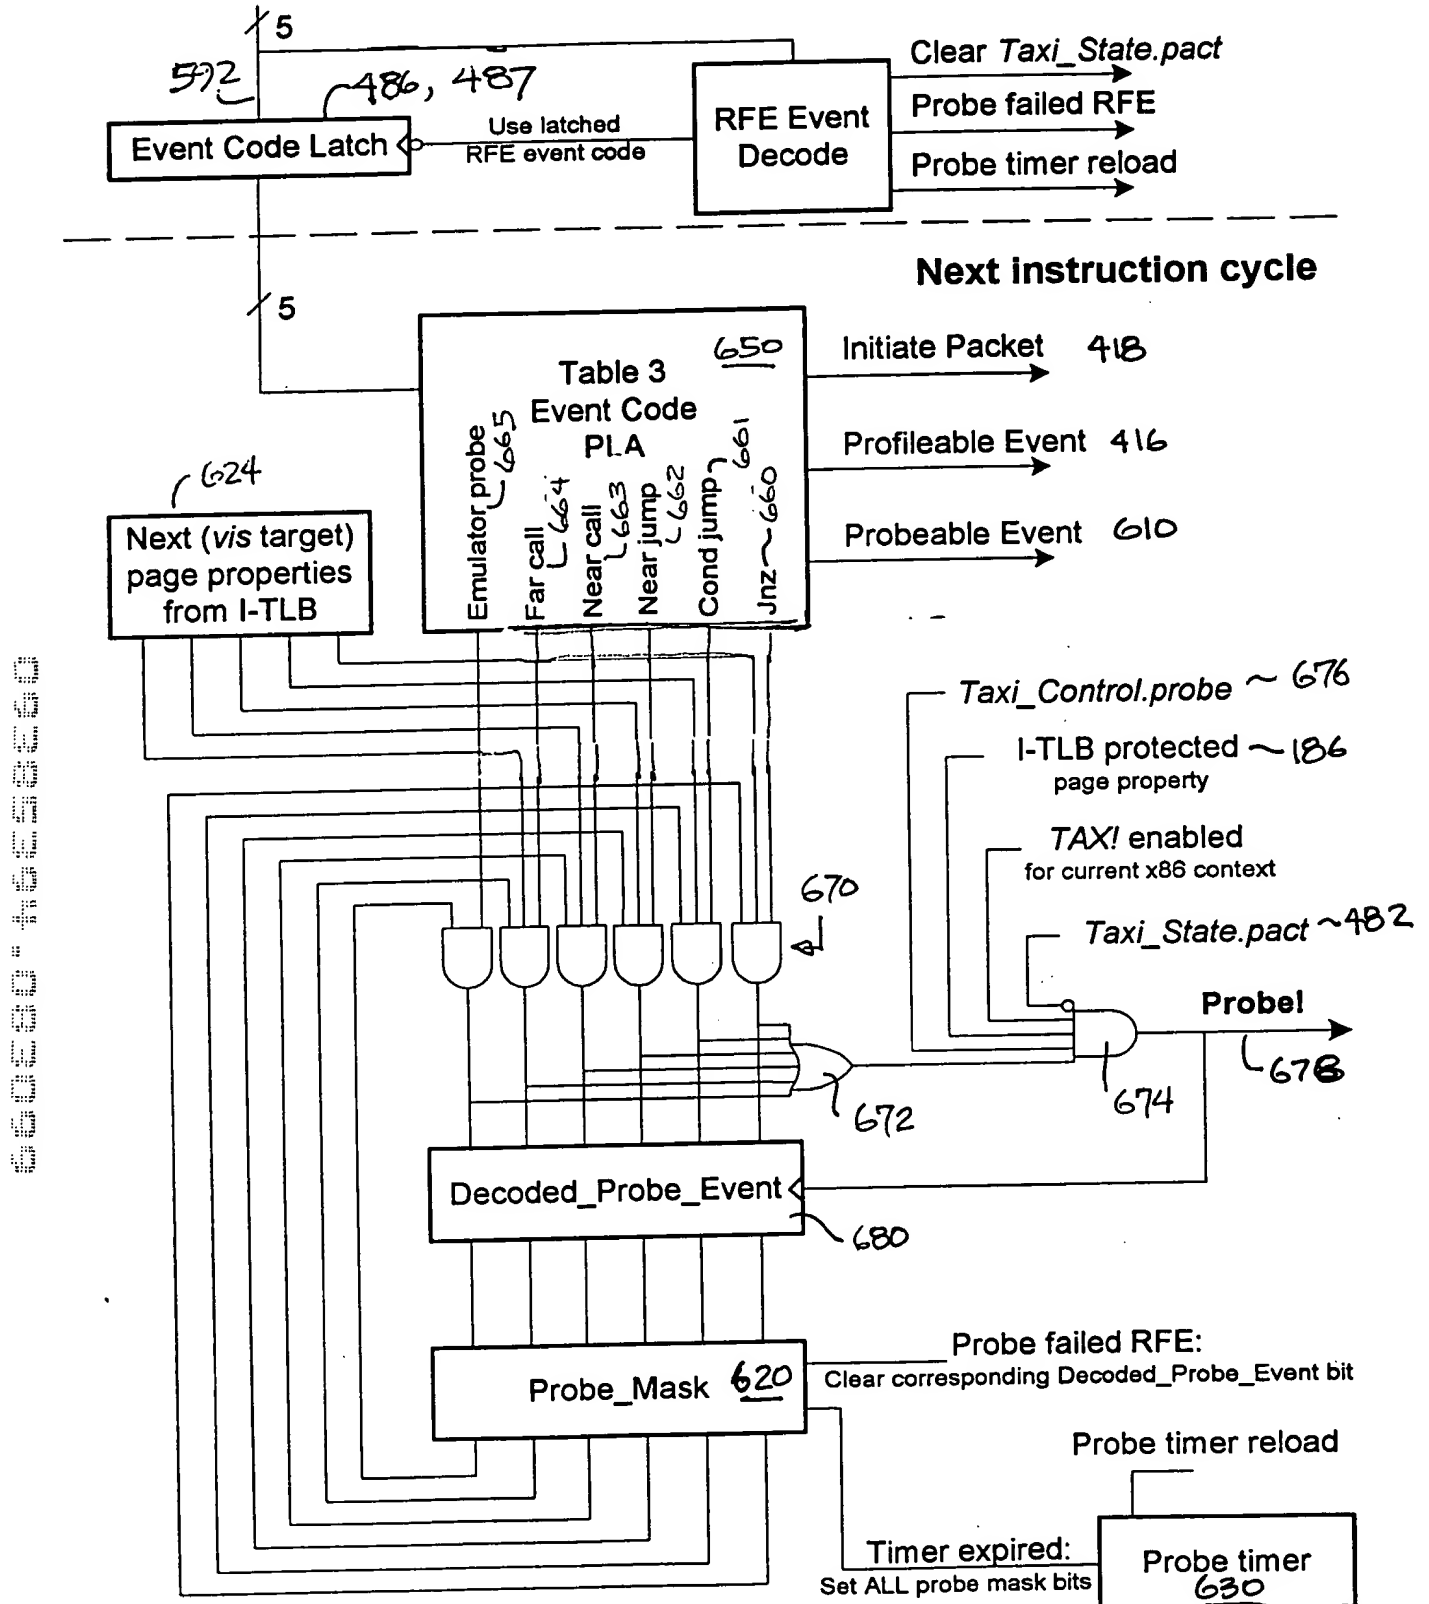 5
592
486, 487
Event Code Latch
Use latched
RFE event code
RFE Event
Decode
Clear Taxi_State.pact
Probe failed RFE
Probe timer reload
Next instruction cycle
5
Table 3
650
Event Code
PLA
Emulator probe
665
Far call
664
Near call
663
Near jump
662
Cond jump
661
Jnz ~ 660
Initiate Packet 418
Profileable Event 416
Probeable Event 610
624
Next (vis target)
page properties
from I-TLB
Taxi_Control.probe ~ 676
I-TLB protected ~ 186
page property
TAX! enabled
for current x86 context
Taxi_State.pact ~ 482
670
Probe!
678
674
672
Decoded_Probe_Event
680
Probe_Mask 620
Probe failed RFE:
Clear corresponding Decoded_Probe_Event bit
Probe timer reload
Timer expired:
Set ALL probe mask bits
Probe timer
630